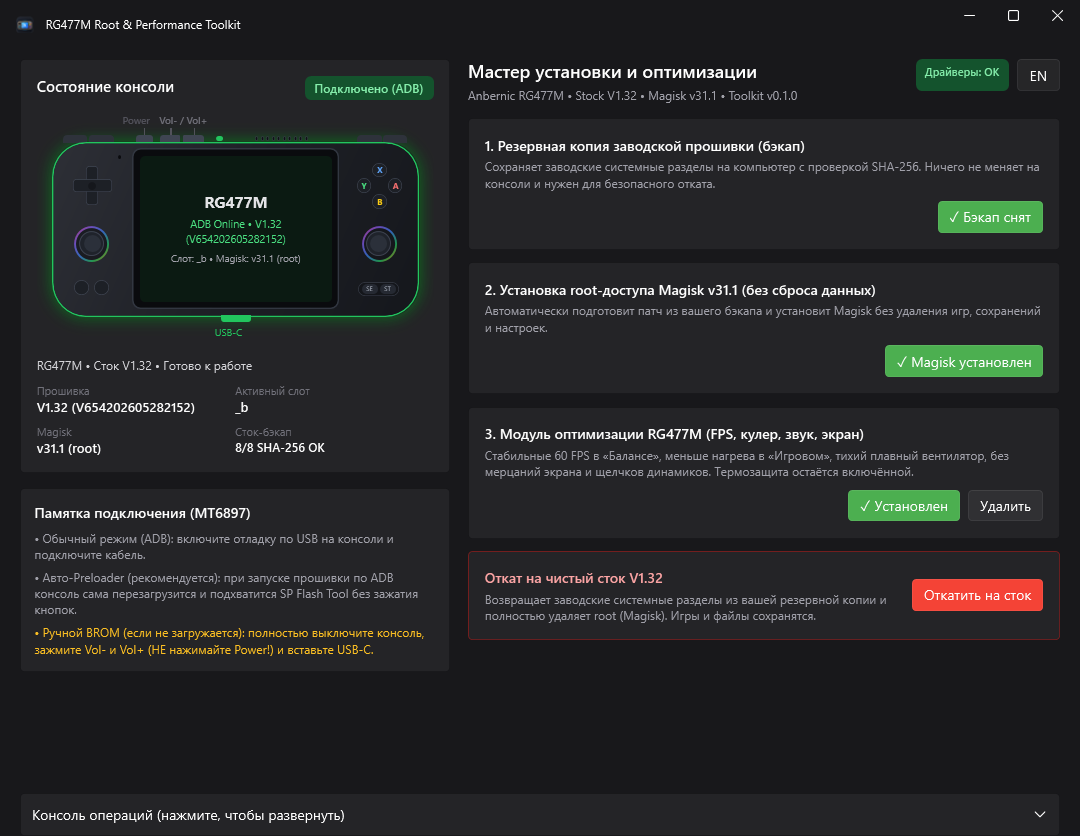 RG477M Root & Performance Toolkit
Состояние консоли
Подключено (ADB)
Power Vol- / Vol+
X
Y
A
B
RG477M
ADB Online • V1.32
(V654202605282152)
Слот: _b • Magisk: v31.1 (root)
SE ST
USB-C
RG477M • Сток V1.32 • Готово к работе
Прошивка
V1.32 (V654202605282152)
Активный слот
_b
Magisk
v31.1 (root)
Сток-бэкап
8/8 SHA-256 OK
Памятка подключения (MT6897)
• Обычный режим (ADB): включите отладку по USB на консоли и
подключите кабель.
• Авто-Preloader (рекомендуется): при запуске прошивки по ADB
консоль сама перезагрузится и подхватится SP Flash Tool без зажатия
кнопок.
• Ручной BROM (если не загружается): полностью выключите консоль,
зажмите Vol- и Vol+ (НЕ нажимайте Power!) и вставьте USB-C.
Мастер установки и оптимизации
Anbernic RG477M • Stock V1.32 • Magisk v31.1 • Toolkit v0.1.0
Драйверы: OK
EN
1. Резервная копия заводской прошивки (бэкап)
Сохраняет заводские системные разделы на компьютер с проверкой SHA-256. Ничего не меняет на
консоли и нужен для безопасного отката.
✓ Бэкап снят
2. Установка root-доступа Magisk v31.1 (без сброса данных)
Автоматически подготовит патч из вашего бэкапа и установит Magisk без удаления игр, сохранений
и настроек.
✓ Magisk установлен
3. Модуль оптимизации RG477M (FPS, кулер, звук, экран)
Стабильные 60 FPS в «Балансе», меньше нагрева в «Игровом», тихий плавный вентилятор, без
мерцаний экрана и щелчков динамиков. Термозащита остаётся включённой.
✓ Установлен
Удалить
Откат на чистый сток V1.32
Возвращает заводские системные разделы из вашей резервной копии и
полностью удаляет root (Magisk). Игры и файлы сохранятся.
Откатить на сток
Консоль операций (нажмите, чтобы развернуть)